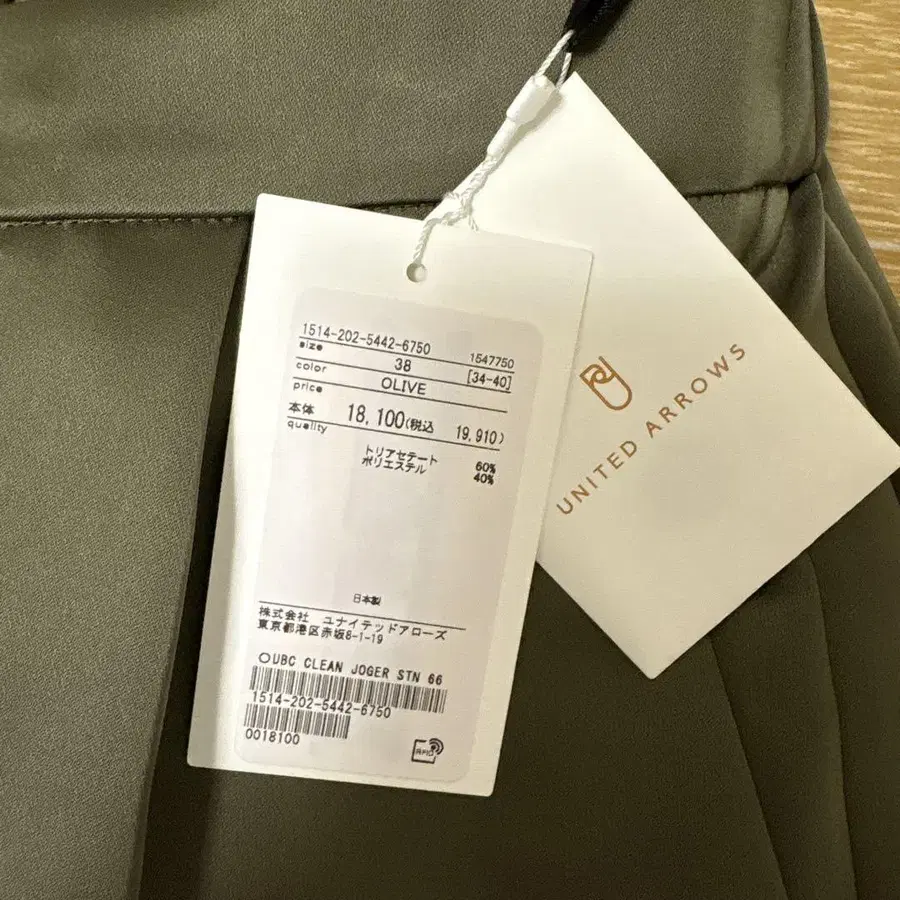 1514-202-5442-6750 1547750
size 38 [34-40]
color OLIVE
price
本体 18,100(税込 19,910)
quality
トリアセテート 60%
ポリエステル 40%
日本製
株式会社 ユナイテッドアローズ
東京都港区赤坂8-1-19
OUBC CLEAN JOGER STN 66
1514-202-5442-6750
0018100
RFID
UNITED ARROWS